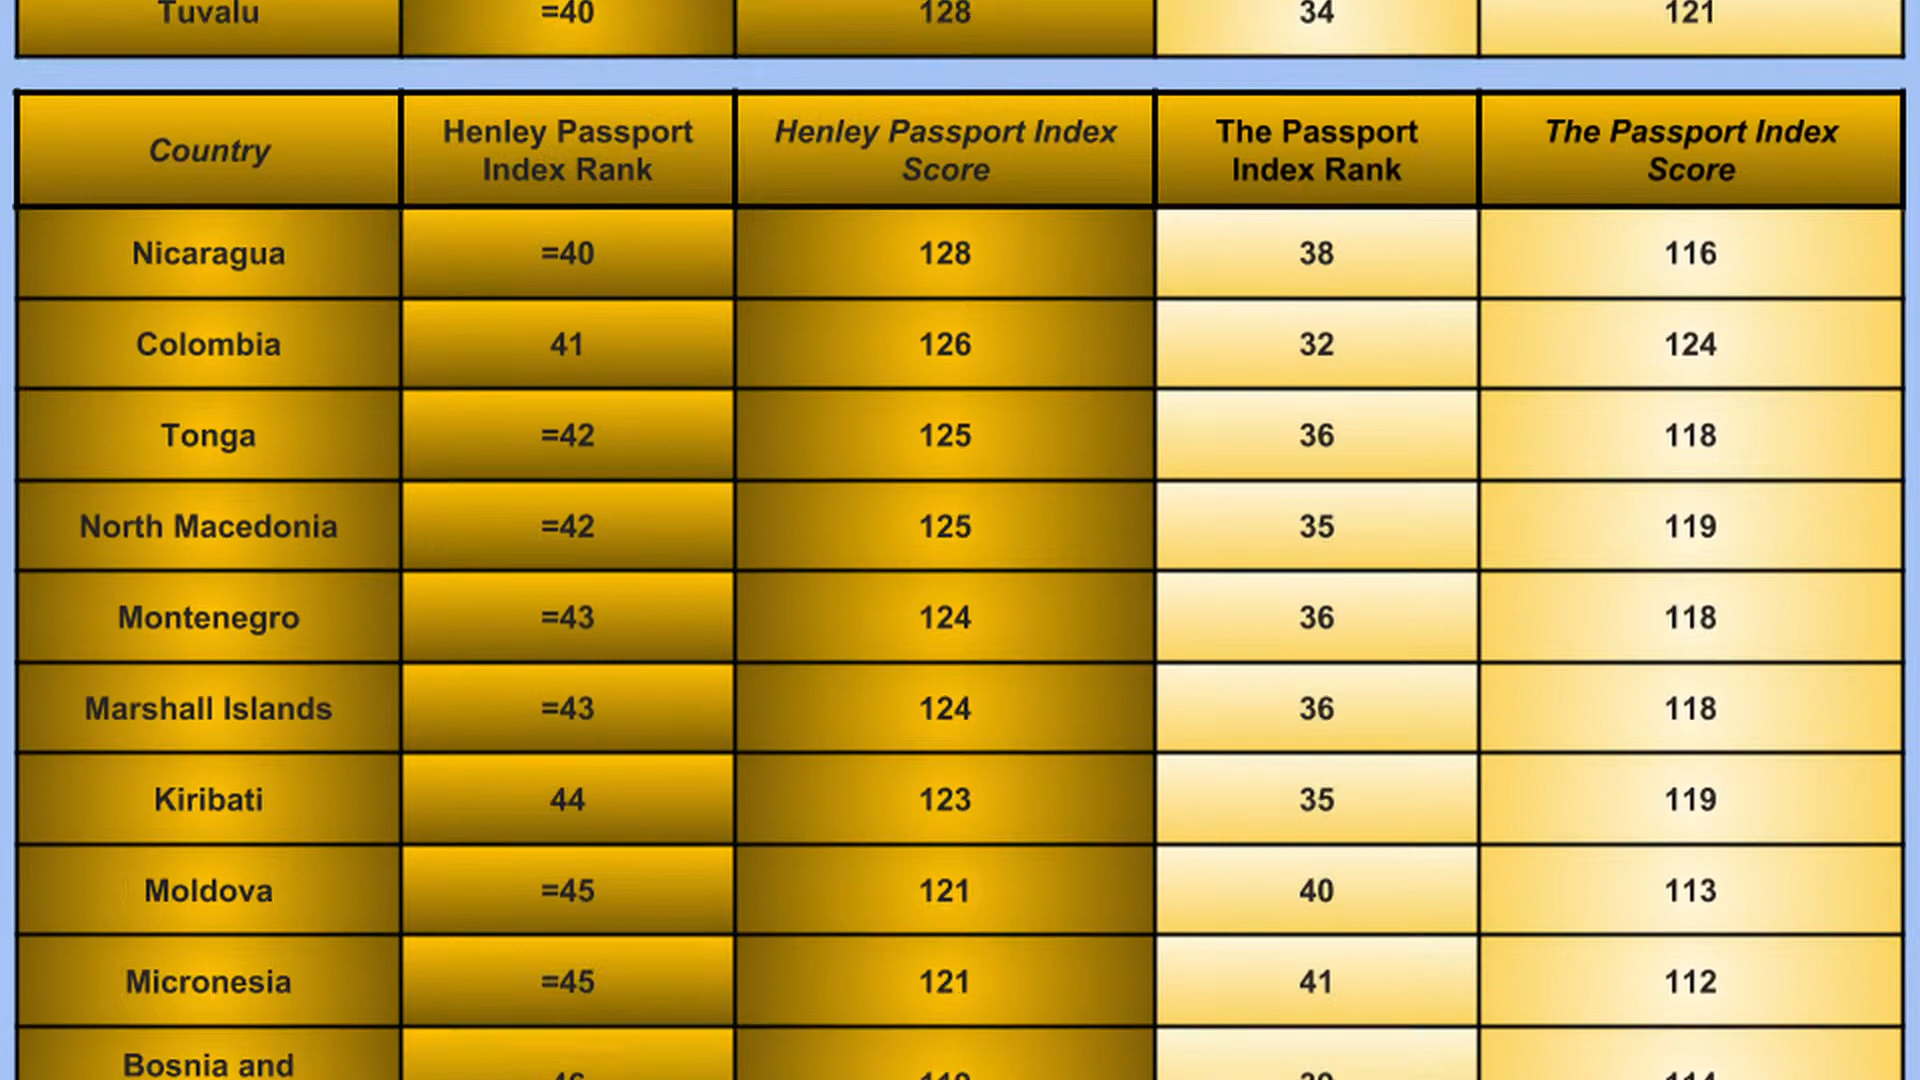 Tuvalu =40 128 34 121
Country Henley Passport Index Rank Henley Passport Index Score The Passport Index Rank The Passport Index Score
Nicaragua =40 128 38 116
Colombia 41 126 32 124
Tonga =42 125 36 118
North Macedonia =42 125 35 119
Montenegro =43 124 36 118
Marshall Islands =43 124 36 118
Kiribati 44 123 35 119
Moldova =45 121 40 113
Micronesia =45 121 41 112
Bosnia and